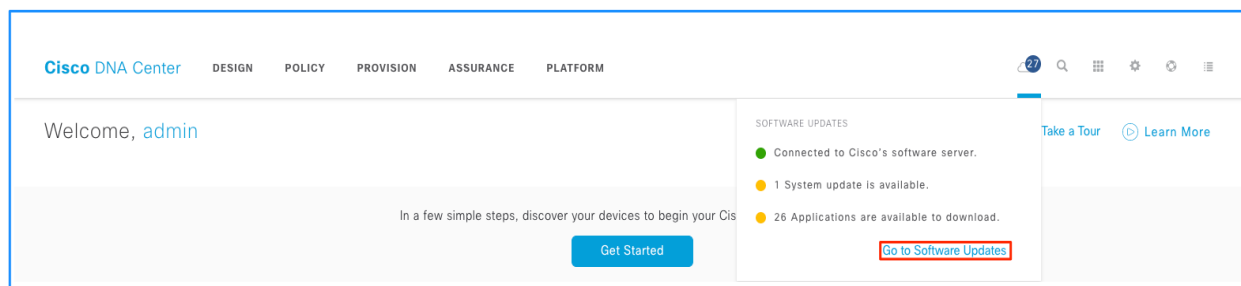 Cisco DNA Center DESIGN POLICY PROVISION ASSURANCE PLATFORM 27
Welcome, admin
SOFTWARE UPDATES
Connected to Cisco's software server.
1 System update is available.
26 Applications are available to download.
Go to Software Updates
Take a Tour Learn More
In a few simple steps, discover your devices to begin your Cis
Get Started